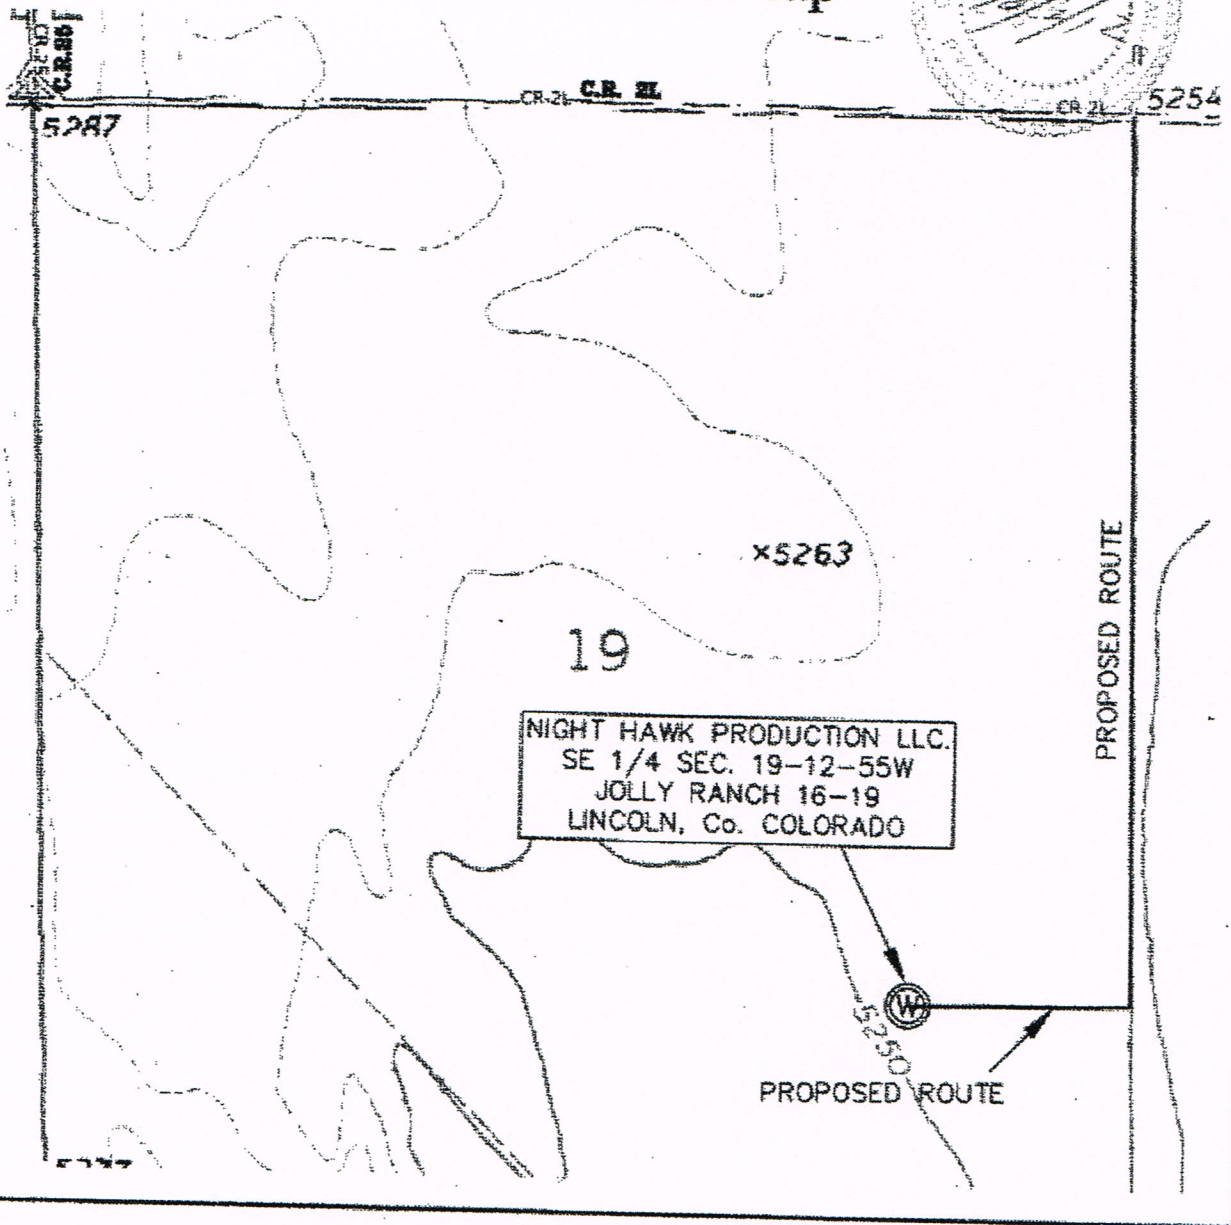 C.R. 2L
CR-2L
CR-2L
5254
C.R.26
5287
×5263
19
PROPOSED ROUTE
NIGHT HAWK PRODUCTION LLC.
SE 1/4 SEC. 19-12-55W
JOLLY RANCH 16-19
LINCOLN, Co. COLORADO
W
5250
PROPOSED ROUTE